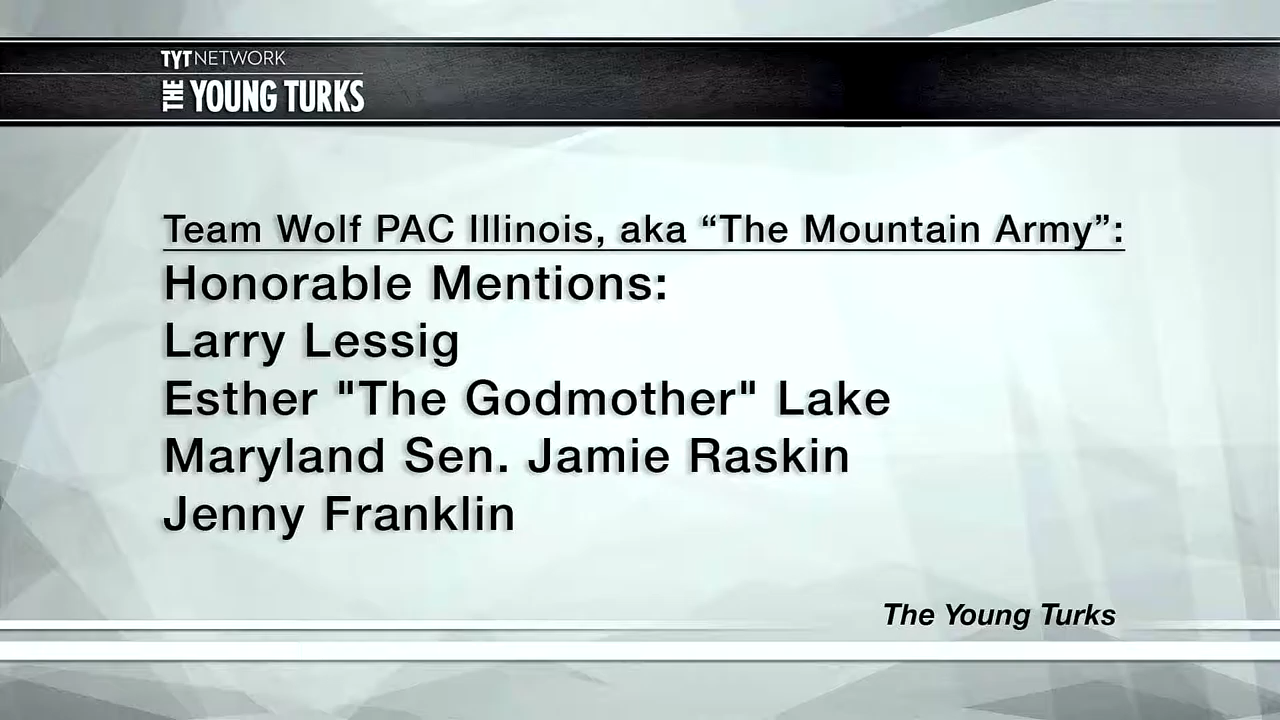 TYT NETWORK
THE YOUNG TURKS
Team Wolf PAC Illinois, aka “The Mountain Army”:
Honorable Mentions:
Larry Lessig
Esther "The Godmother" Lake
Maryland Sen. Jamie Raskin
Jenny Franklin
The Young Turks